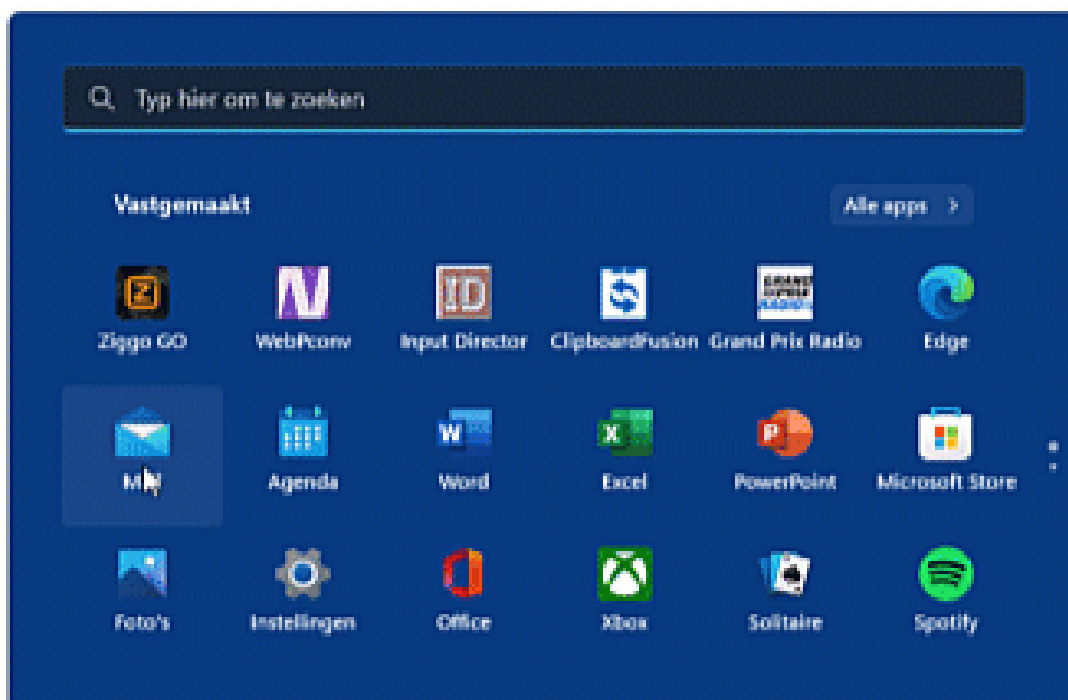 Typ hier om te zoeken
Vastgemaakt
Alle apps
Ziggo GO
WebPconv
Input Director
ClipboardFusion
Grand Prix Radio
Edge
Agenda
Word
Excel
PowerPoint
Microsoft Store
Foto's
Instellingen
Office
Xbox
Solitaire
Spotify